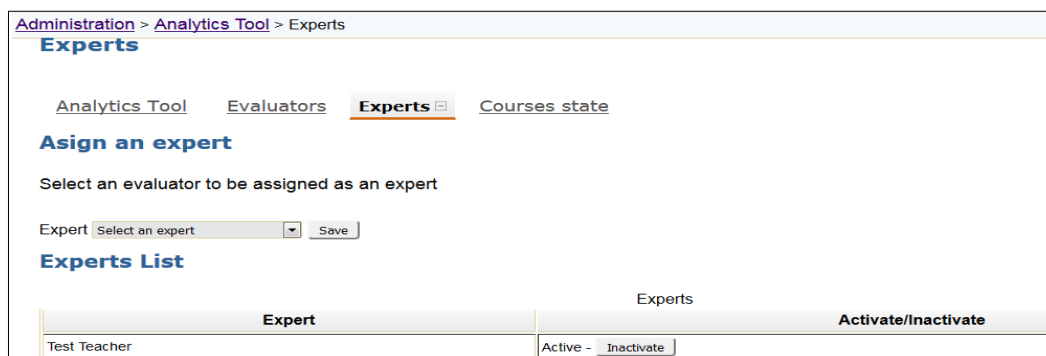 Administration > Analytics Tool > Experts
Experts
Analytics Tool Evaluators Experts Courses state
Asign an expert
Select an evaluator to be assigned as an expert
Expert Select an expert Save
Experts List
Experts
Expert Activate/Inactivate
Test Teacher Active - Inactivate